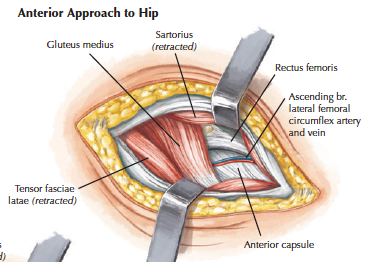 Anterior Approach to Hip
Sartorius
(retracted)
Gluteus medius
Rectus femoris
Ascending br.
lateral femoral
circumflex artery
and vein
Tensor fasciae
latae (retracted)
Anterior capsule
s
d)